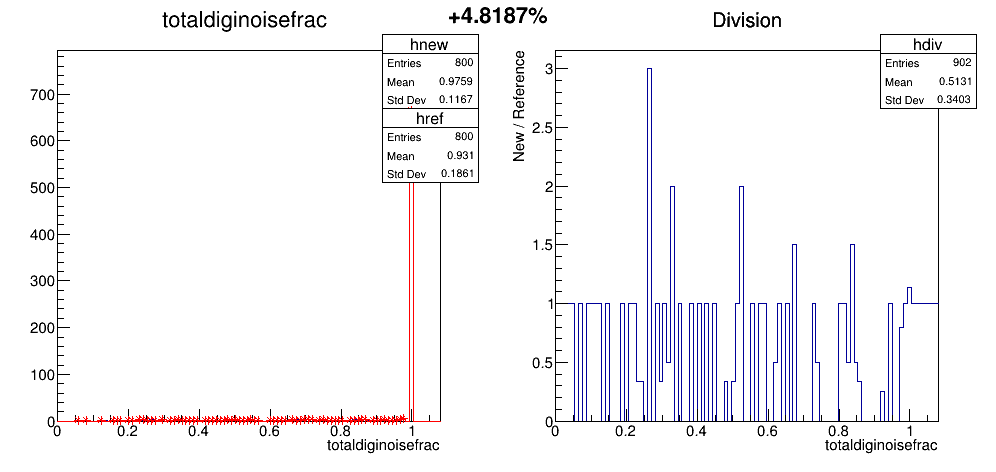 +4.8187%
totaldiginoisefrac
hnew
Entries 800
Mean 0.9759
Std Dev 0.1167
href
Entries 800
Mean 0.931
Std Dev 0.1861
700
600
500
400
300
200
100
0
0 0.2 0.4 0.6 0.8 1
totaldiginoisefrac
Division
hdiv
Entries 902
Mean 0.5131
Std Dev 0.3403
New / Reference
3
2.5
2
1.5
1
0.5
0
0 0.2 0.4 0.6 0.8 1
totaldiginoisefrac